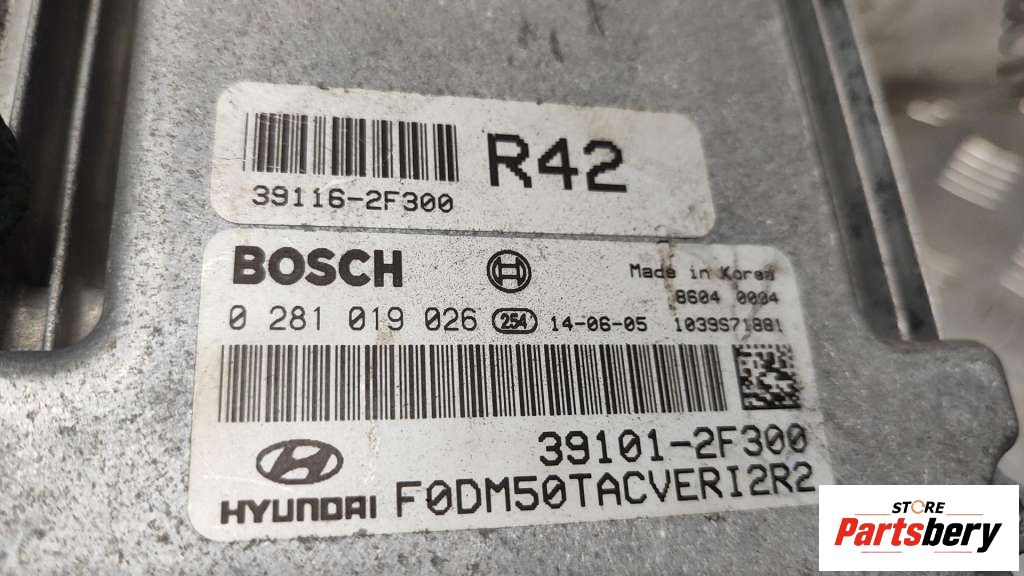 R42
39116-2F300
BOSCH
Made in Korea
8604 0004
0 281 019 026 254 14-06-05 1039S71881
39101-2F300
HYUNDAI F0DM50TACVERI2R2
STORE
Partsbery